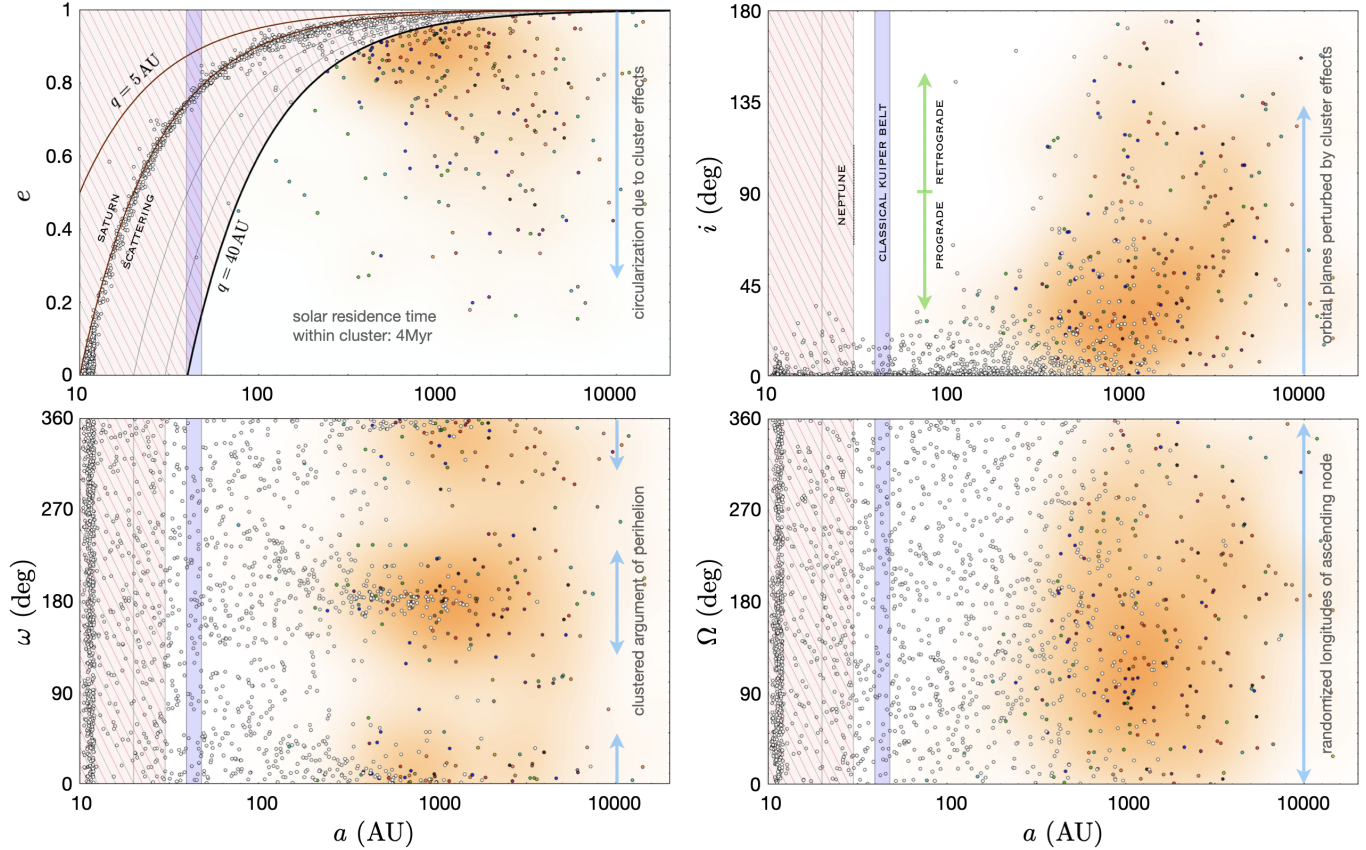 1
0.8
0.6
0.4
0.2
0
e
q = 5 AU
SATURN
SCATTERING
q = 40 AU
solar residence time
within cluster: 4Myr
circularization due to cluster effects
10
100
1000
10000
180
135
90
45
0
i (deg)
NEPTUNE
CLASSICAL KUIPER BELT
PROGRADE
RETROGRADE
orbital planes perturbed by cluster effects
10
100
1000
10000
360
270
180
90
0
ω (deg)
clustered argument of perihelion
10
100
1000
10000
a (AU)
360
270
180
90
0
Ω (deg)
randomized longitudes of ascending node
10
100
1000
10000
a (AU)